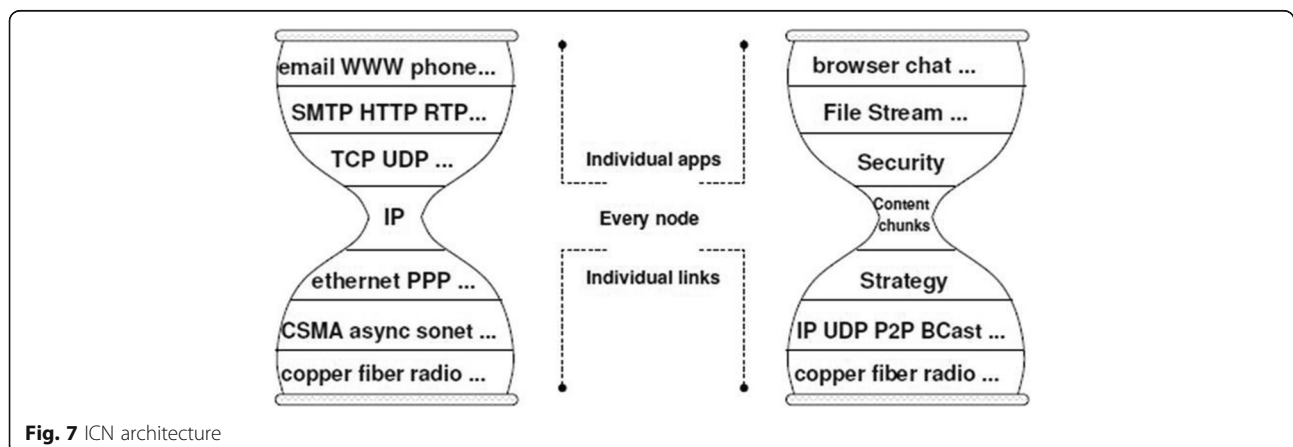 email WWW phone...
SMTP HTTP RTP...
TCP UDP ...
IP
ethernet PPP ...
CSMA async sonet ...
copper fiber radio ...
Individual apps
Every node
Individual links
browser chat ...
File Stream ...
Security
Content
chunks
Strategy
IP UDP P2P BCast ...
copper fiber radio ...
Fig. 7 ICN architecture